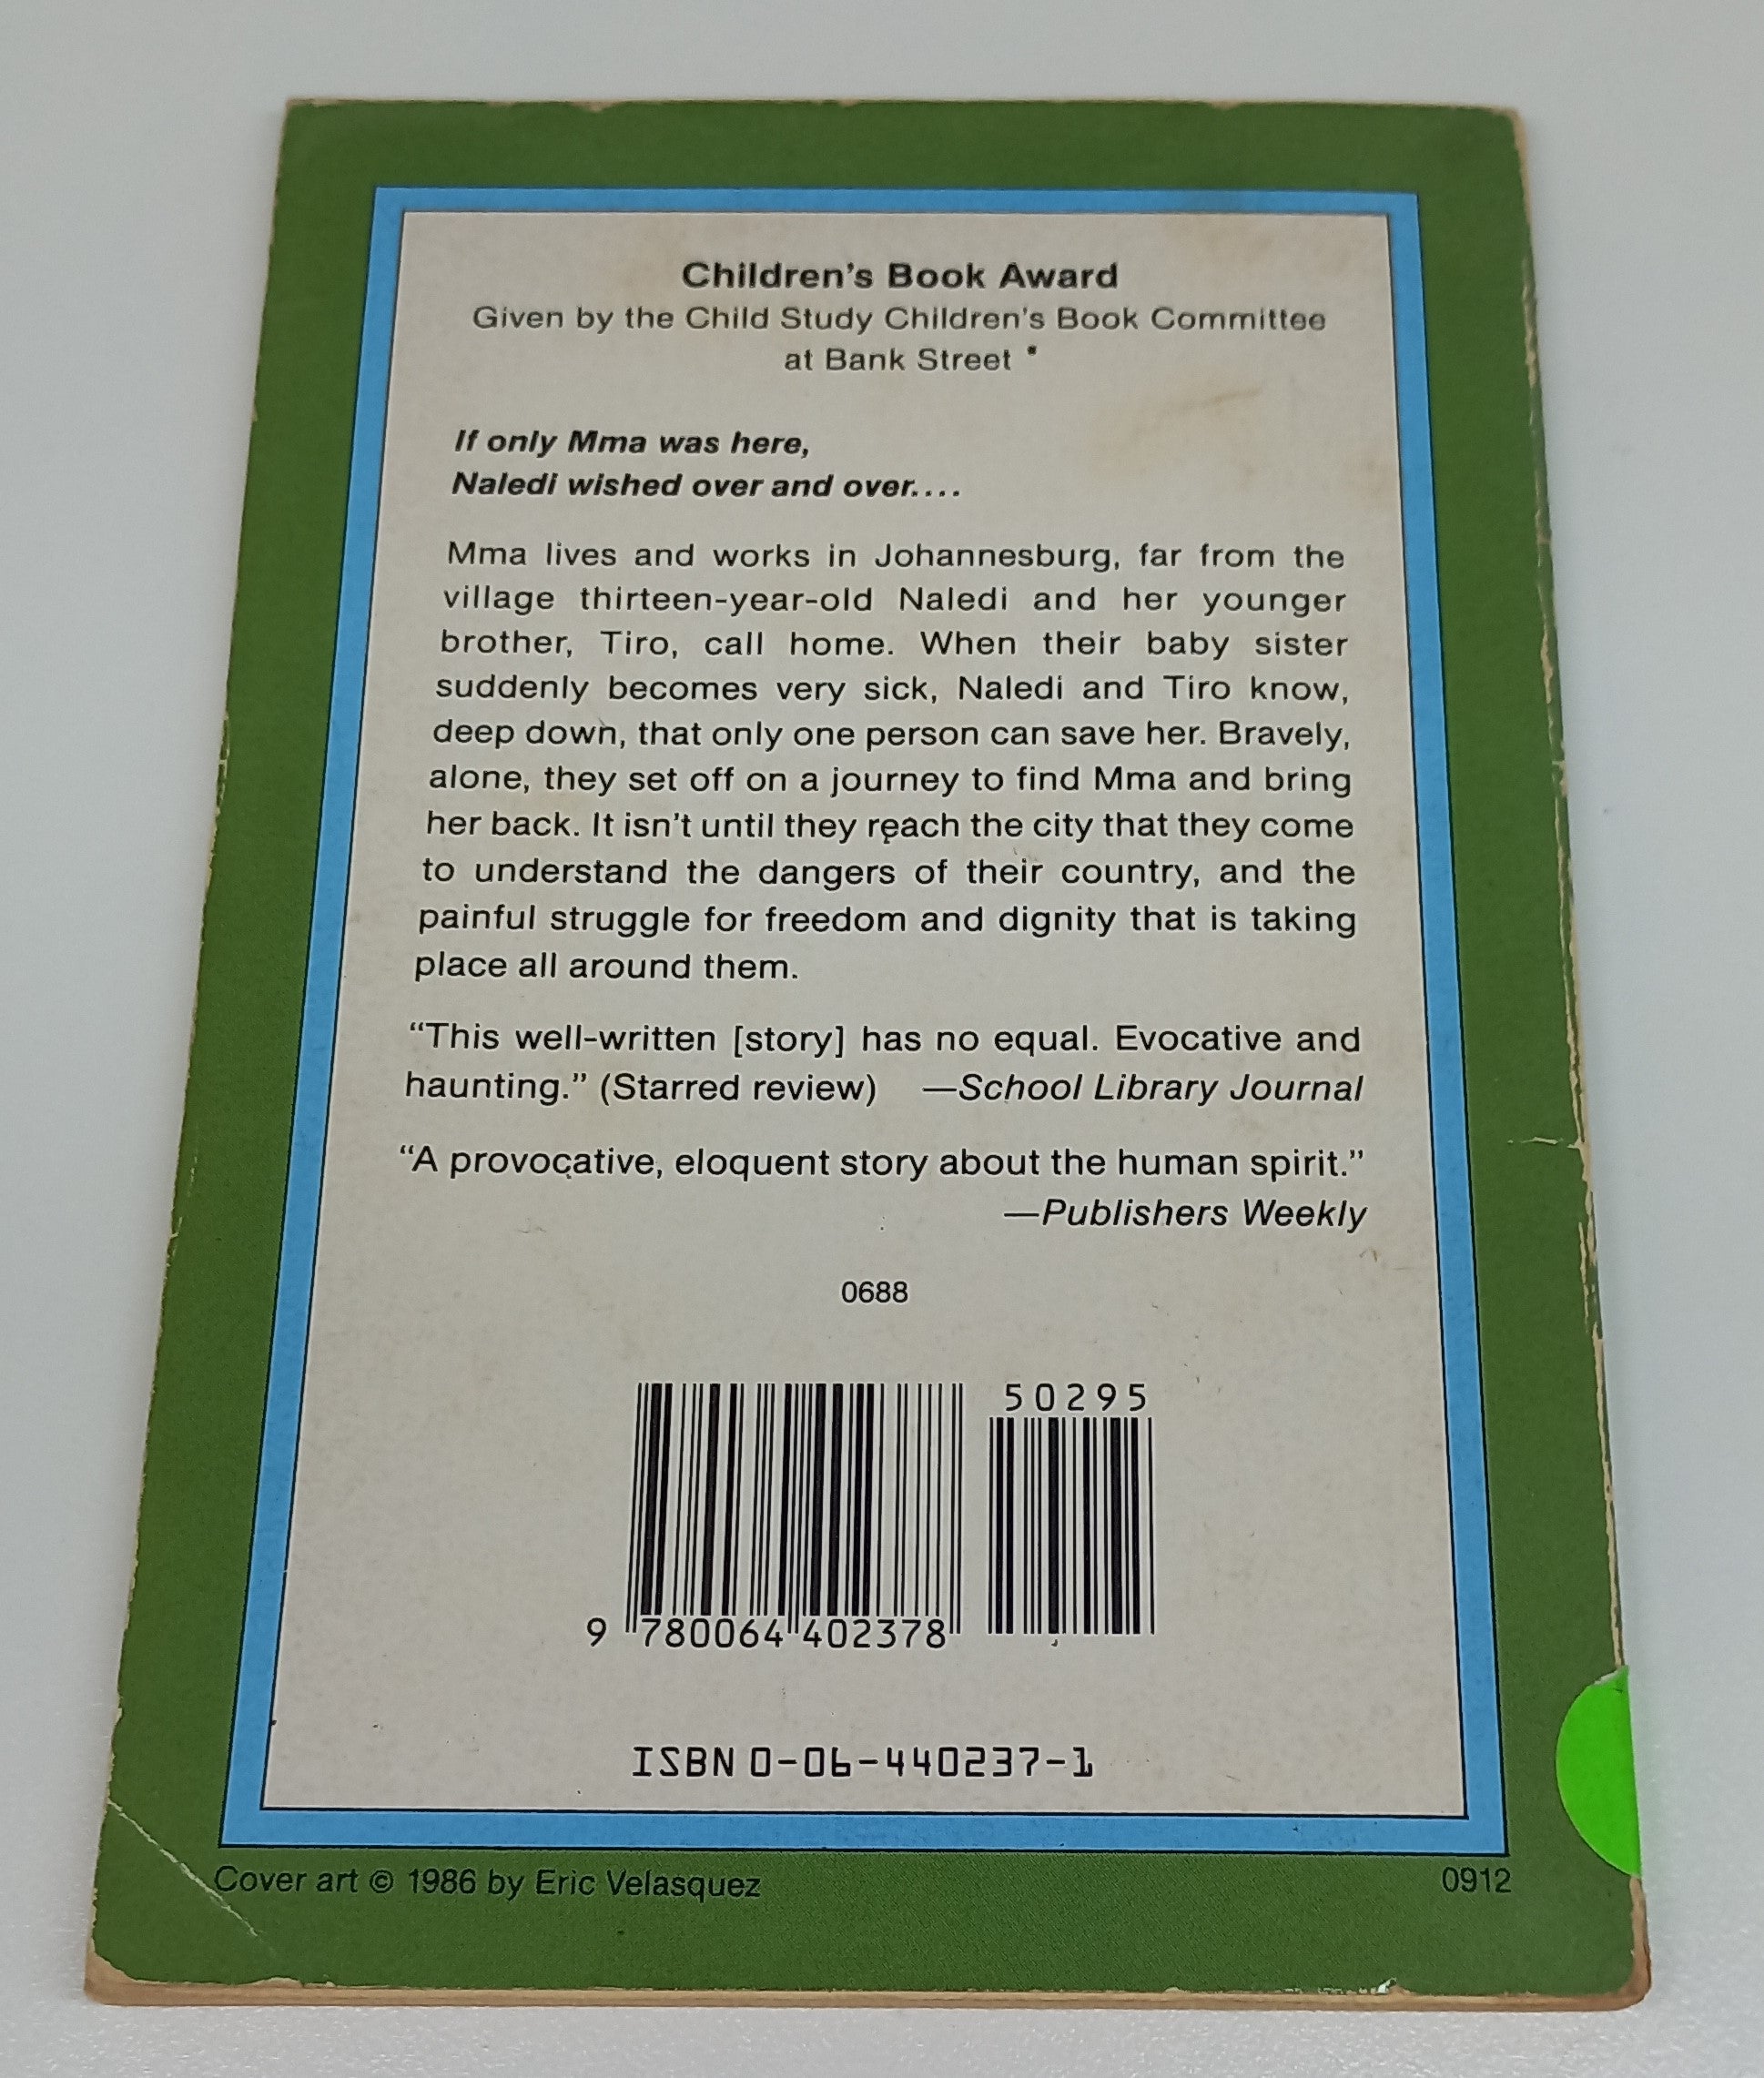 Children's Book Award
Given by the Child Study Children's Book Committee
at Bank Street
If only Mma was here,
Naledi wished over and over....
Mma lives and works in Johannesburg, far from the
village thirteen-year-old Naledi and her younger
brother, Tiro, call home. When their baby sister
suddenly becomes very sick, Naledi and Tiro know,
deep down, that only one person can save her. Bravely,
alone, they set off on a journey to find Mma and bring
her back. It isn't until they reach the city that they come
to understand the dangers of their country, and the
painful struggle for freedom and dignity that is taking
place all around them.
“This well-written [story] has no equal. Evocative and
haunting.” (Starred review) —School Library Journal
“A provocative, eloquent story about the human spirit.”
—Publishers Weekly
0688
50295
9 780064 402378
ISBN 0-06-440237-1
Cover art © 1986 by Eric Velasquez 0912